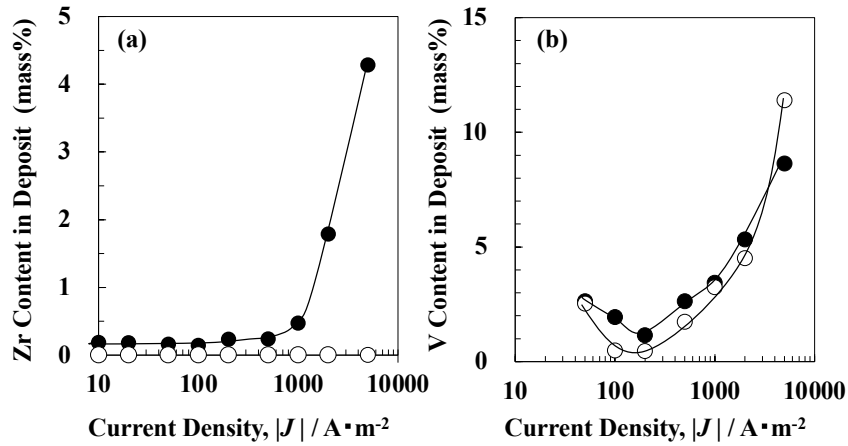 (a)
Zr Content in Deposit (mass%)
5
4
3
2
1
0
10 100 1000 10000
Current Density, |J| / A・m-2
(b)
V Content in Deposit (mass%)
15
10
5
0
10 100 1000 10000
Current Density, |J| / A・m-2